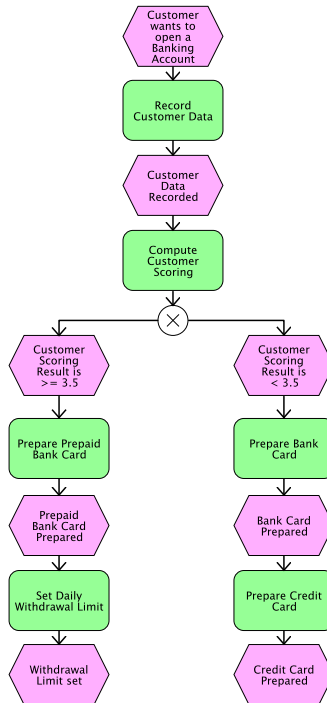 Customer
wants to
open a
Banking
Account
Record
Customer Data
Customer
Data
Recorded
Compute
Customer
Scoring
Customer
Scoring
Result is
>= 3.5
Customer
Scoring
Result is
< 3.5
Prepare Prepaid
Bank Card
Prepare Bank
Card
Prepaid
Bank Card
Prepared
Bank Card
Prepared
Set Daily
Withdrawal Limit
Prepare Credit
Card
Withdrawal
Limit set
Credit Card
Prepared